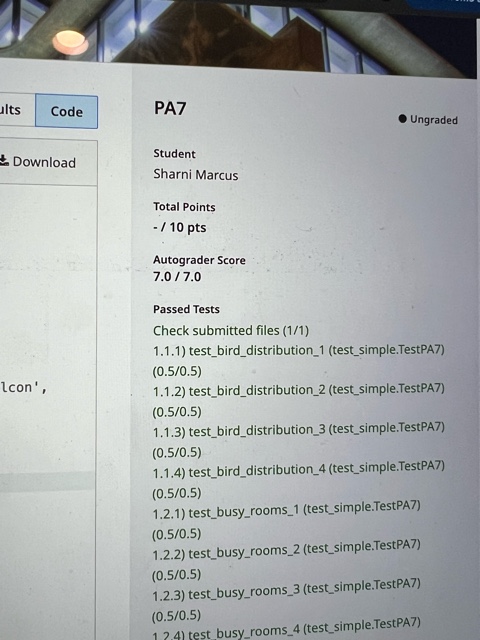 ults
Code
Download
lcon',
PA7
Ungraded
Student
Sharni Marcus
Total Points
- / 10 pts
Autograder Score
7.0 / 7.0
Passed Tests
Check submitted files (1/1)
1.1.1) test_bird_distribution_1 (test_simple.TestPA7)
(0.5/0.5)
1.1.2) test_bird_distribution_2 (test_simple.TestPA7)
(0.5/0.5)
1.1.3) test_bird_distribution_3 (test_simple.TestPA7)
(0.5/0.5)
1.1.4) test_bird_distribution_4 (test_simple.TestPA7)
(0.5/0.5)
1.2.1) test_busy_rooms_1 (test_simple.TestPA7)
(0.5/0.5)
1.2.2) test_busy_rooms_2 (test_simple.TestPA7)
(0.5/0.5)
1.2.3) test_busy_rooms_3 (test_simple.TestPA7)
(0.5/0.5)
1.2.4) test_busy_rooms_4 (test_simple.TestPA7)